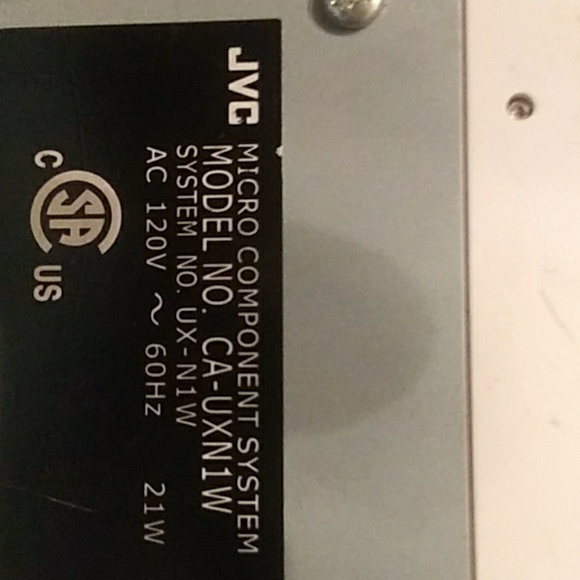 JVC
MICRO COMPONENT SYSTEM
MODEL NO. CA-UXN1W
SYSTEM NO. UX-N1W
AC 120V ~ 60Hz 21W
C SA US